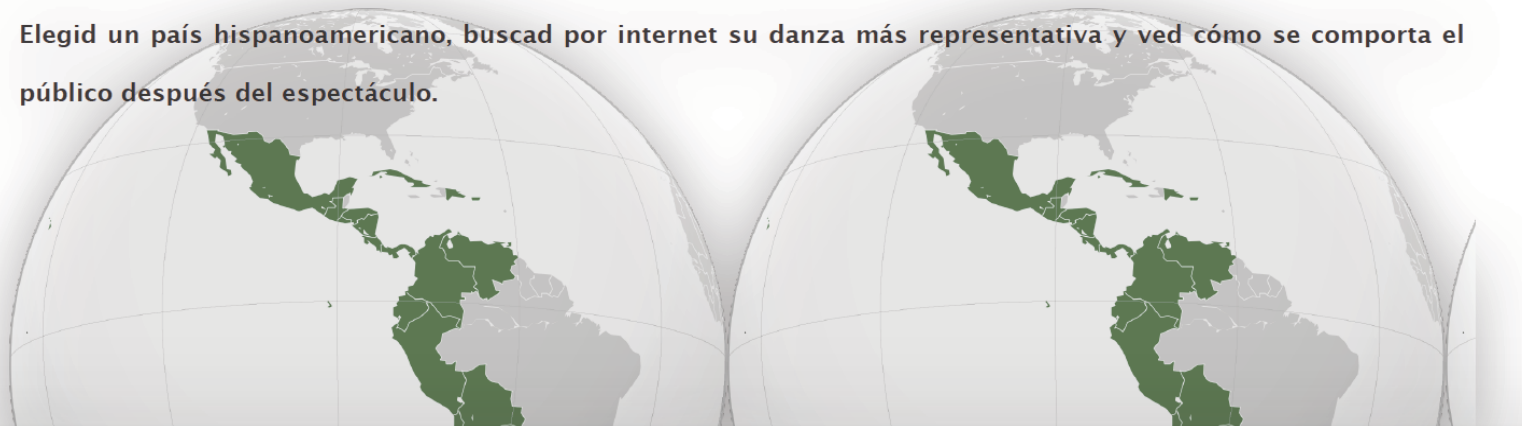 Elegid un país hispanoamericano, buscad por internet su danza más representativa y ved cómo se comporta el
público después del espectáculo.